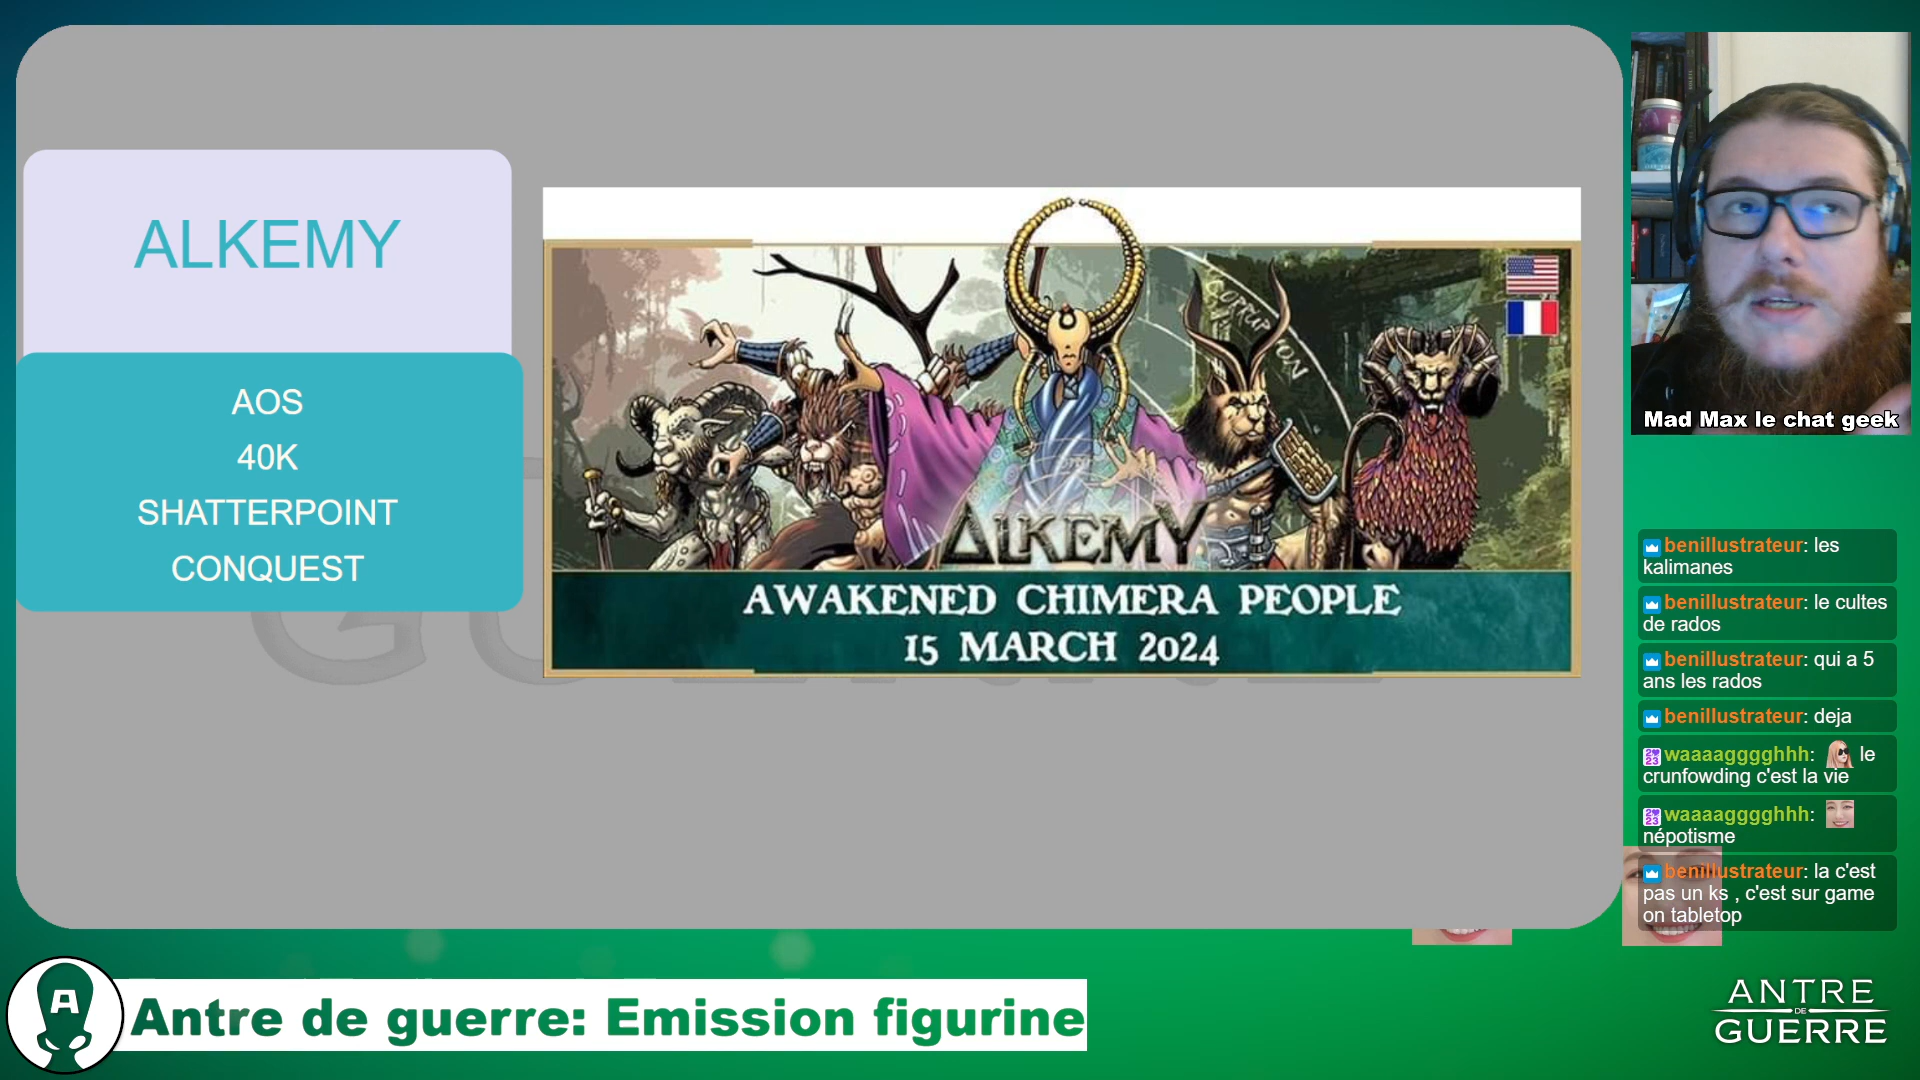 ALKEMY
AOS
40K
SHATTERPOINT
CONQUEST
CORRUPTION
ALKEMY
AWAKENED CHIMERA PEOPLE
15 MARCH 2024
Mad Max le chat geek
benillustrateur: les
kalimanes
benillustrateur: le cultes
de rados
benillustrateur: qui a 5
ans les rados
benillustrateur: deja
waaaagggghhh: le
crunfowding c'est la vie
waaaagggghhh:
népotisme
benillustrateur: la c'est
pas un ks , c'est sur game
on tabletop
A
Antre de guerre: Emission figurine
ANTRE
DE
GUERRE